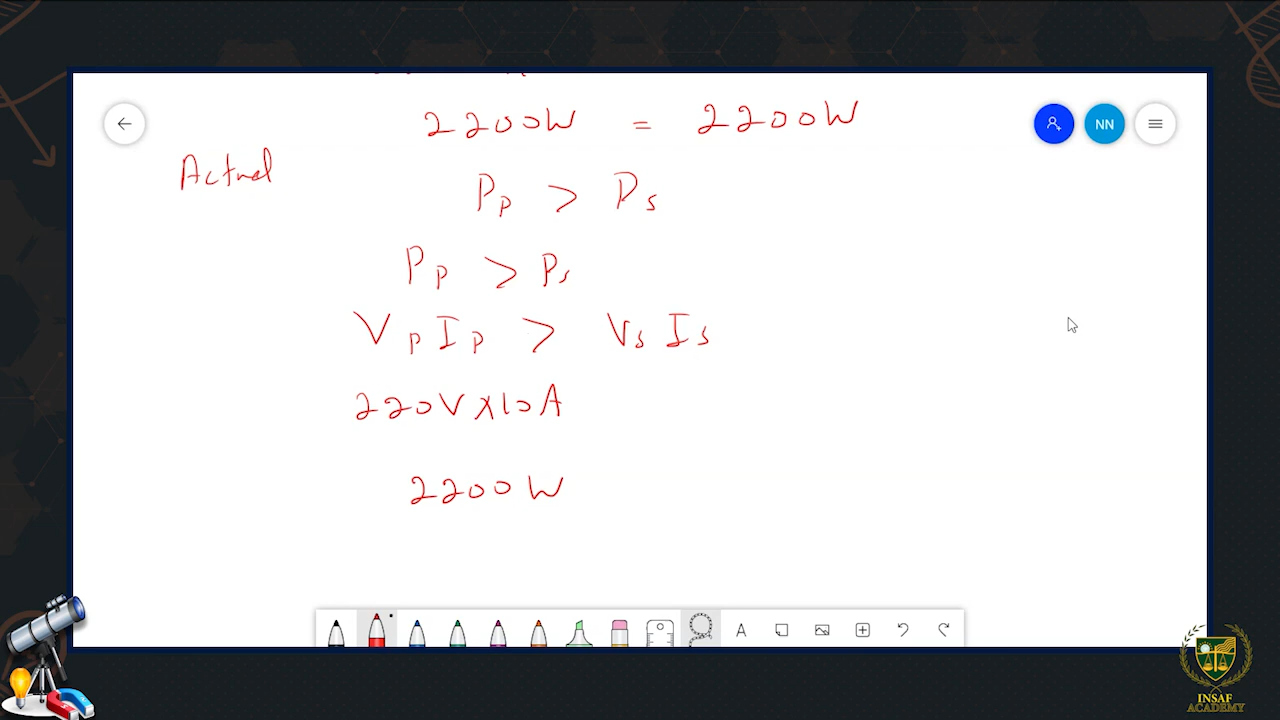 2200W = 2200W
Actual
Pp > Ps
Pp > Ps
VpIp > VsIs
220V x 10A
2200W
NN
A
INSAF
ACADEMY